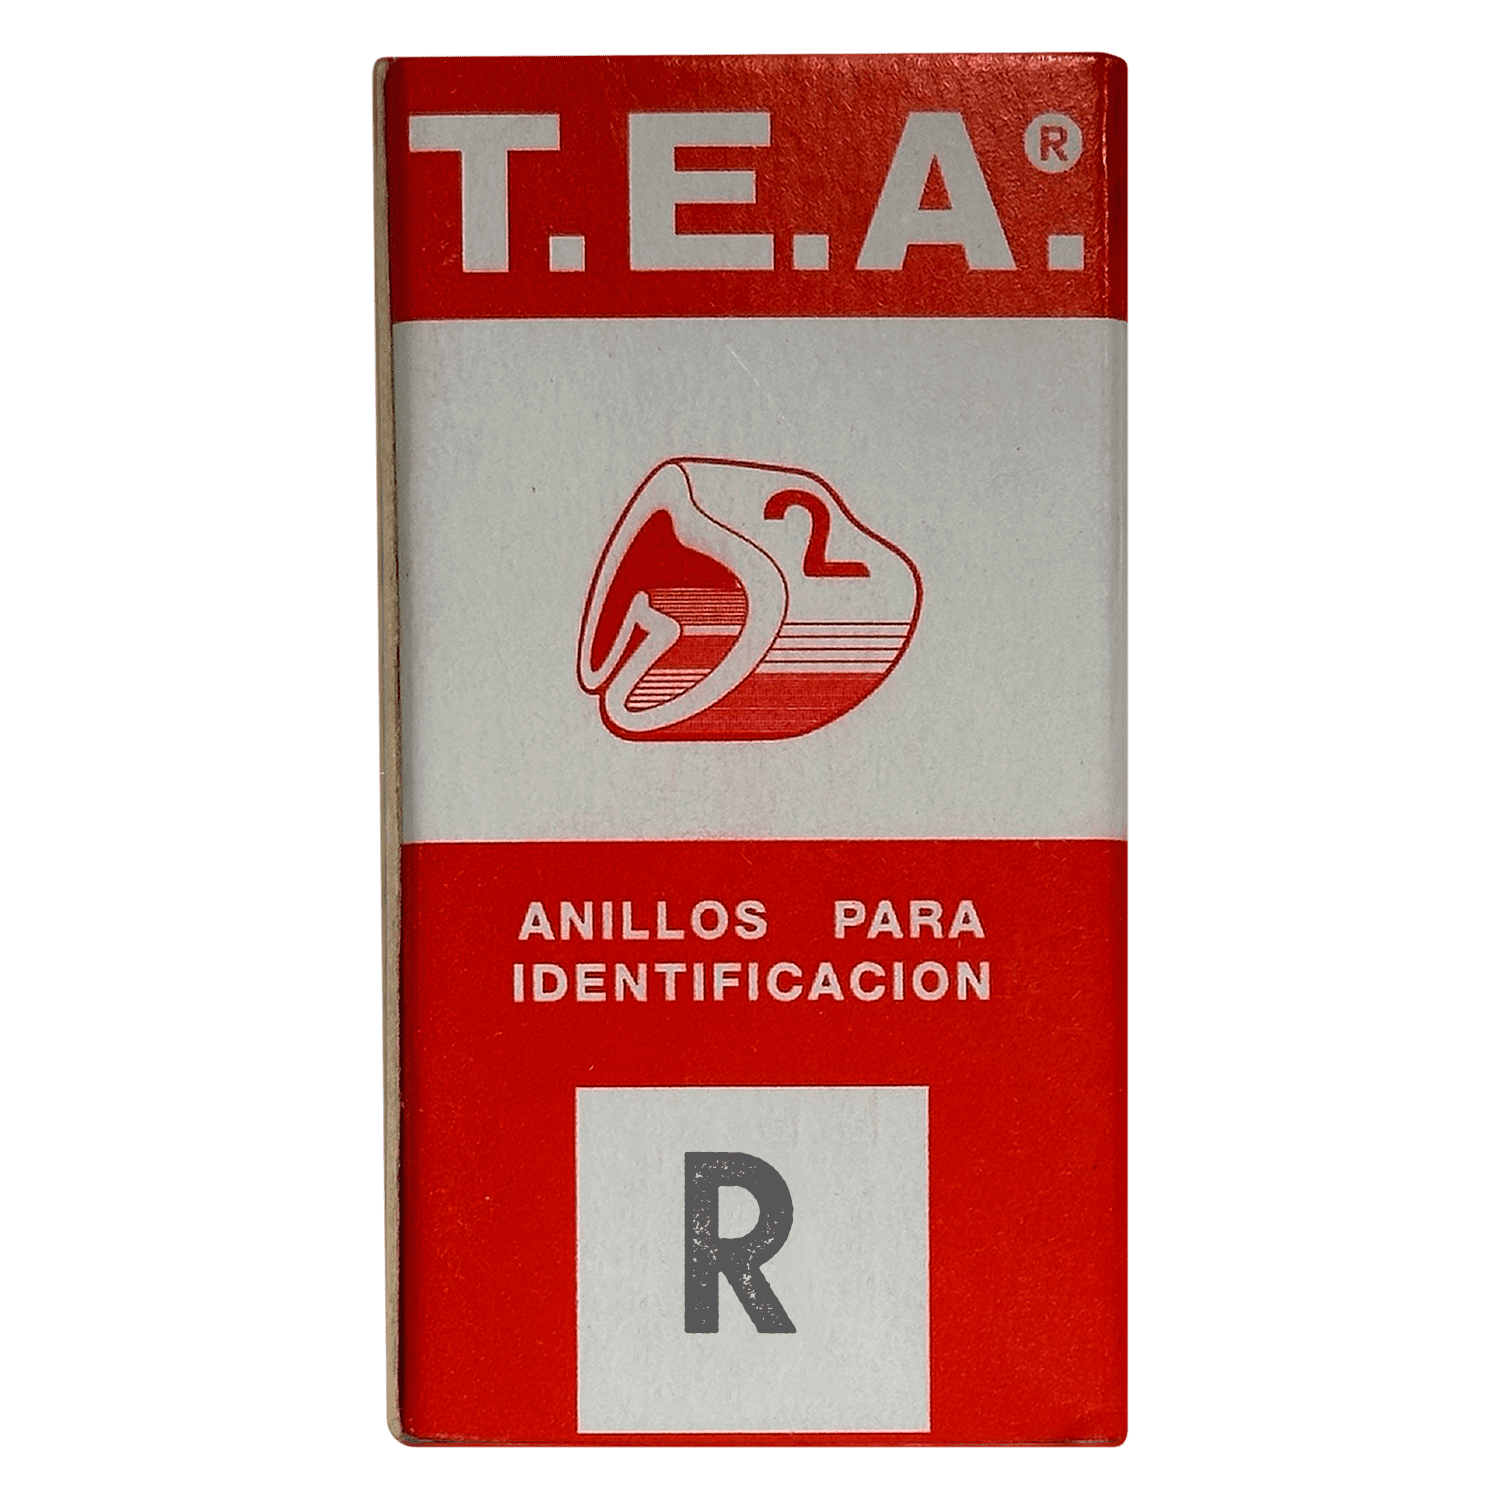 T.E.A.®
2
ANILLOS PARA
IDENTIFICACION
R